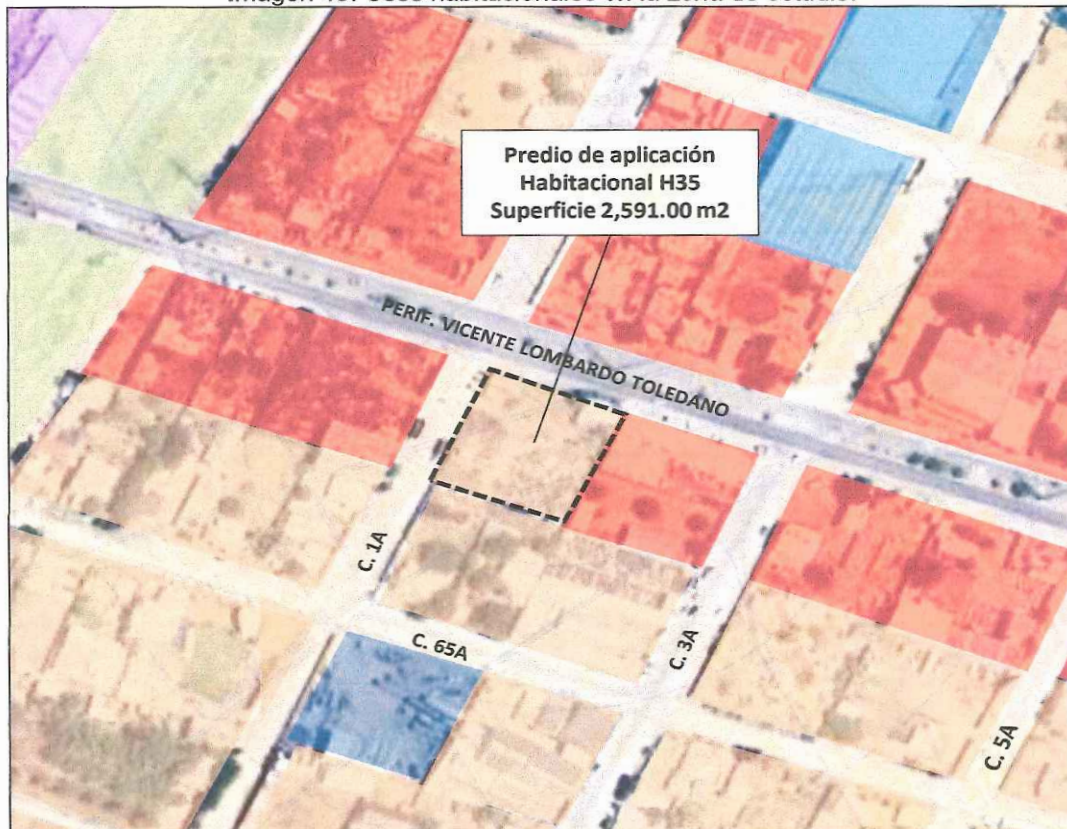 Predio de aplicación
Habitacional H35
Superficie 2,591.00 m2
PERIF. VICENTE LOMBARDO TOLEDANO
C. 1A
C. 65A
C. 3A
C. 5A